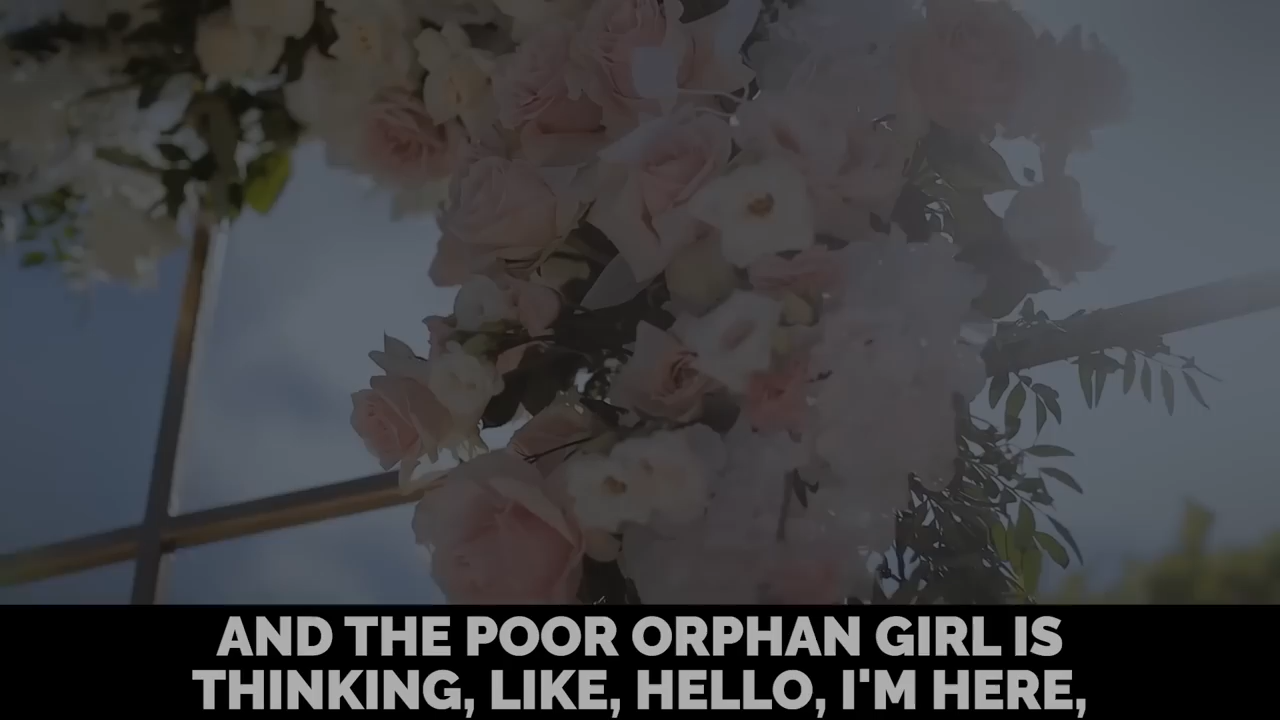 AND THE POOR ORPHAN GIRL IS
THINKING, LIKE, HELLO, I'M HERE,